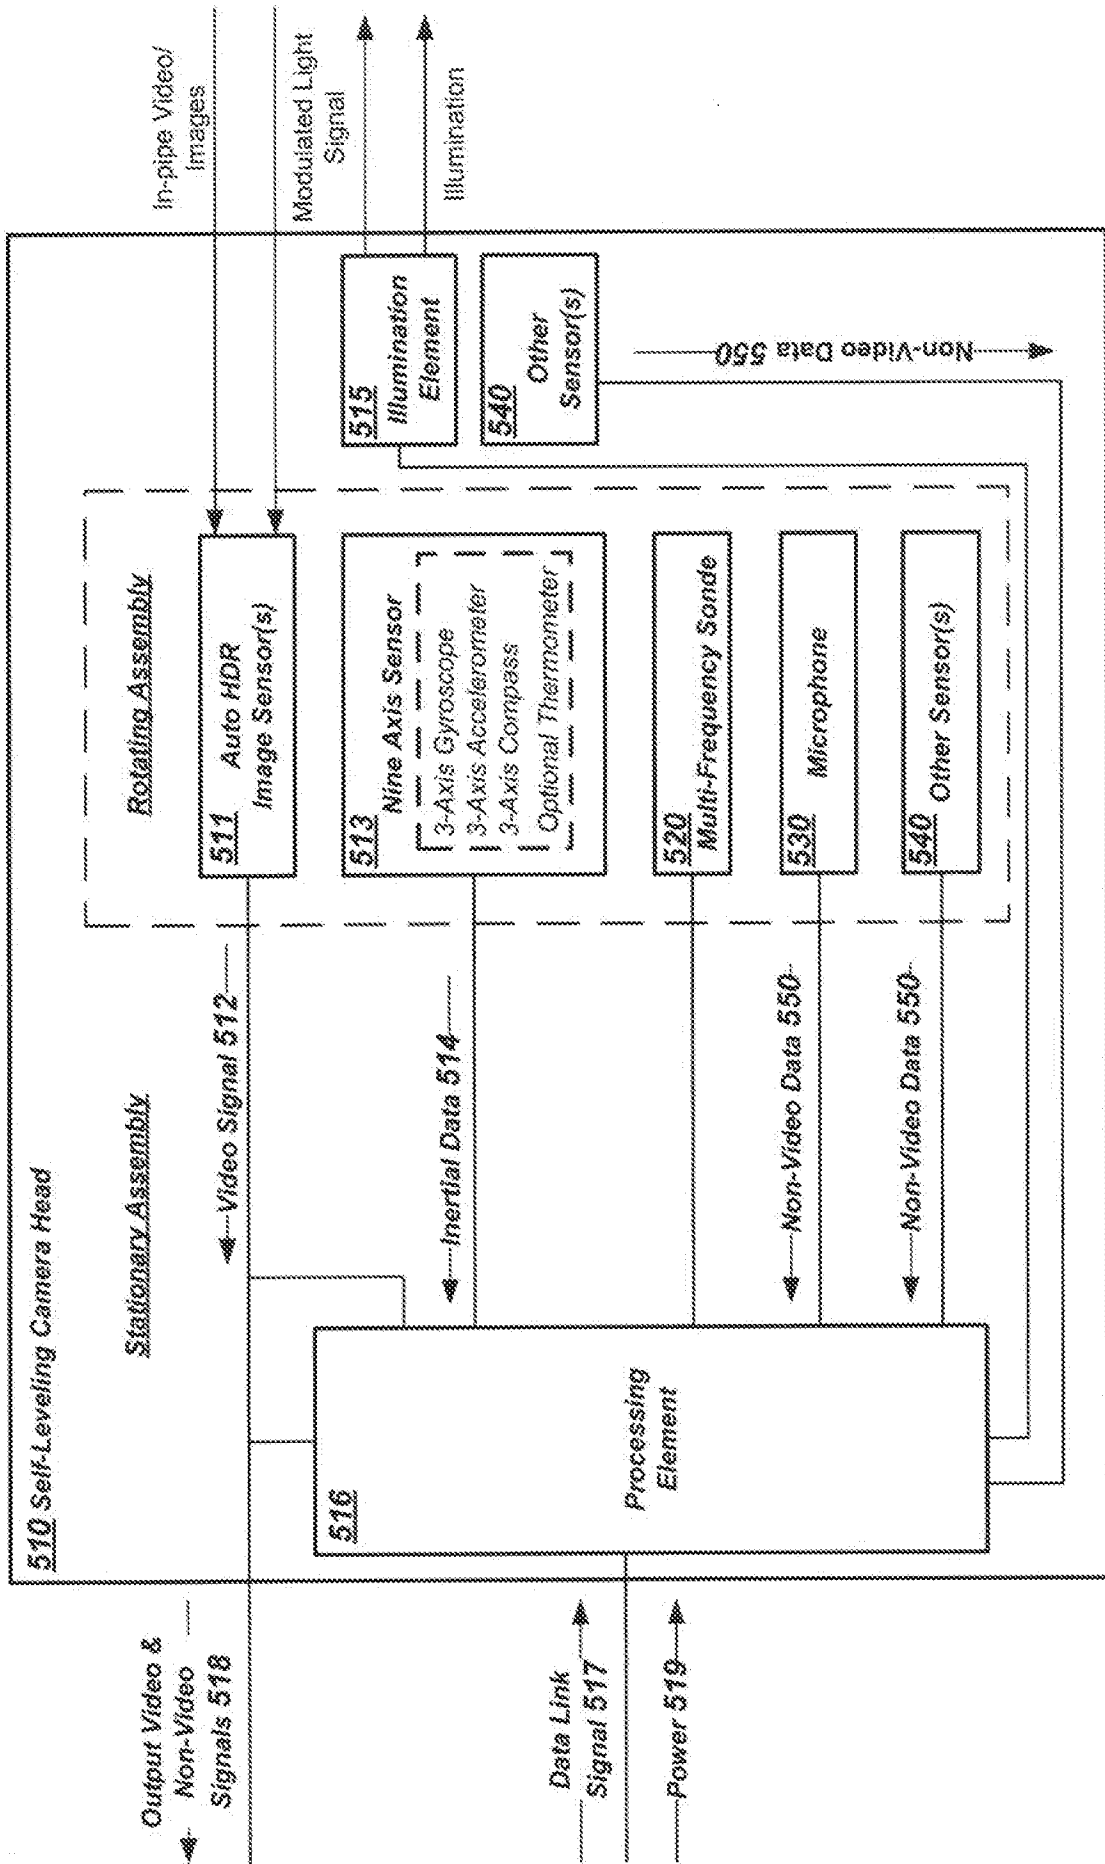 510 Self-Leveling Camera Head
Stationary Assembly
Rotating Assembly
In-pipe Video/
Images
Modulated Light
Signal
Illumination
Output Video &
Non-Video
Signals 518
Video Signal 512
511
Auto HDR
Image Sensor(s)
Inertial Data 514
513
Nine Axis Sensor
3-Axis Gyroscope
3-Axis Accelerometer
3-Axis Compass
Optional Thermometer
515
Illumination
Element
540
Other
Sensor(s)
Non-Video Data 550
516
Processing
Element
Data Link
Signal 517
Power 519
520
Multi-Frequency Sonde
Non-Video Data 550
530
Microphone
Non-Video Data 550
540
Other Sensor(s)